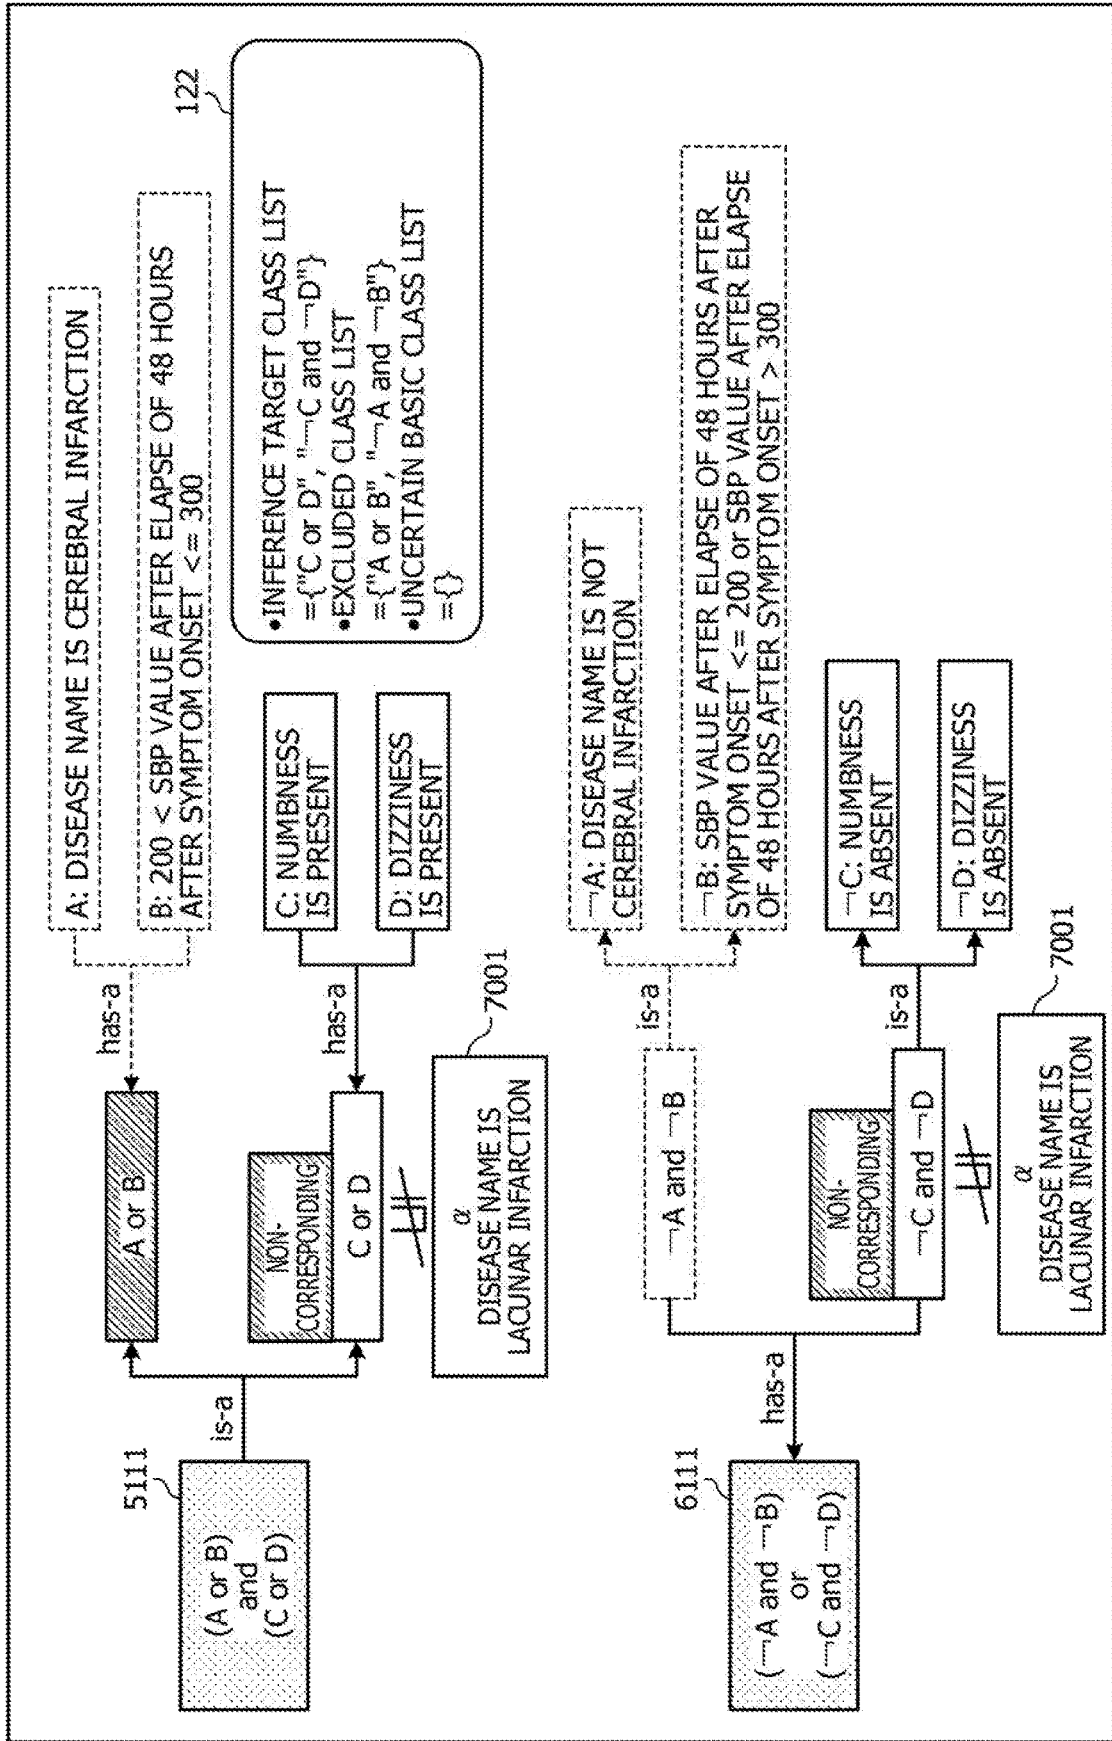 5111
(A or B)
and
(C or D)
is-a
A or B
has-a
A: DISEASE NAME IS CEREBRAL INFARCTION
B: 200 < SBP VALUE AFTER ELAPSE OF 48 HOURS
AFTER SYMPTOM ONSET <= 300
NON-
CORRESPONDING
C or D
has-a
C: NUMBNESS
IS PRESENT
D: DIZZINESS
IS PRESENT
⋢
α
DISEASE NAME IS
LACUNAR INFARCTION
7001
122
•INFERENCE TARGET CLASS LIST
={"C or D", "¬C and ¬D"}
•EXCLUDED CLASS LIST
={"A or B", "¬A and ¬B"}
•UNCERTAIN BASIC CLASS LIST
={}
6111
(¬A and ¬B)
or
(¬C and ¬D)
has-a
¬A and ¬B
is-a
¬A: DISEASE NAME IS NOT
CEREBRAL INFARCTION
¬B: SBP VALUE AFTER ELAPSE OF 48 HOURS AFTER
SYMPTOM ONSET <= 200 or SBP VALUE AFTER ELAPSE
OF 48 HOURS AFTER SYMPTOM ONSET > 300
NON-
CORRESPONDING
¬C and ¬D
is-a
¬C: NUMBNESS
IS ABSENT
¬D: DIZZINESS
IS ABSENT
⋢
α
DISEASE NAME IS
LACUNAR INFARCTION
7001